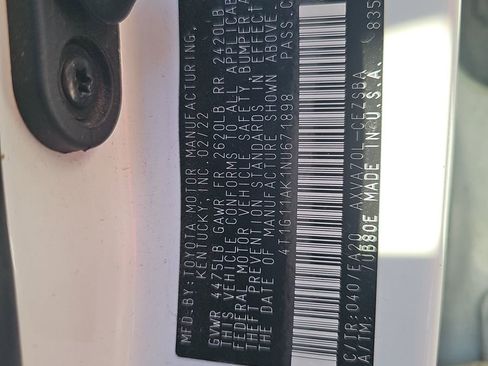 MFD.BY: TOYOTA MOTOR MANUFACTURING,
KENTUCKY, INC. 02/22
GVWR 4475LB GAWR FR 2620LB RR 2420LB
THIS VEHICLE CONFORMS TO ALL APPLICABLE
FEDERAL MOTOR VEHICLE SAFETY, BUMPER A
THEFT PREVENTION STANDARDS IN EFFECT
THE DATE OF MANUFACTURE SHOWN ABOVE.
4T1G11AK1NU671898 PASS.C
C/TR:040/EA20 AXVA70L-CEZSBA
A/TM: /UB80E MADE IN U.S.A. 835